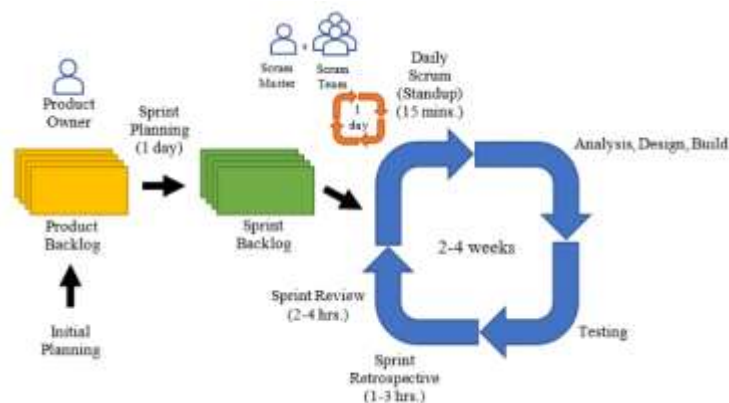 Scrum
Master
+
Scrum
Team
Product
Owner
Sprint
Planning
(1 day)
1
day
Daily
Scrum
(Standup)
(15 mins.)
Analysis, Design, Build
Product
Backlog
Sprint
Backlog
2-4 weeks
Initial
Planning
Sprint Review
(2-4 hrs.)
Sprint
Retrospective
(1-3 hrs.)
Testing